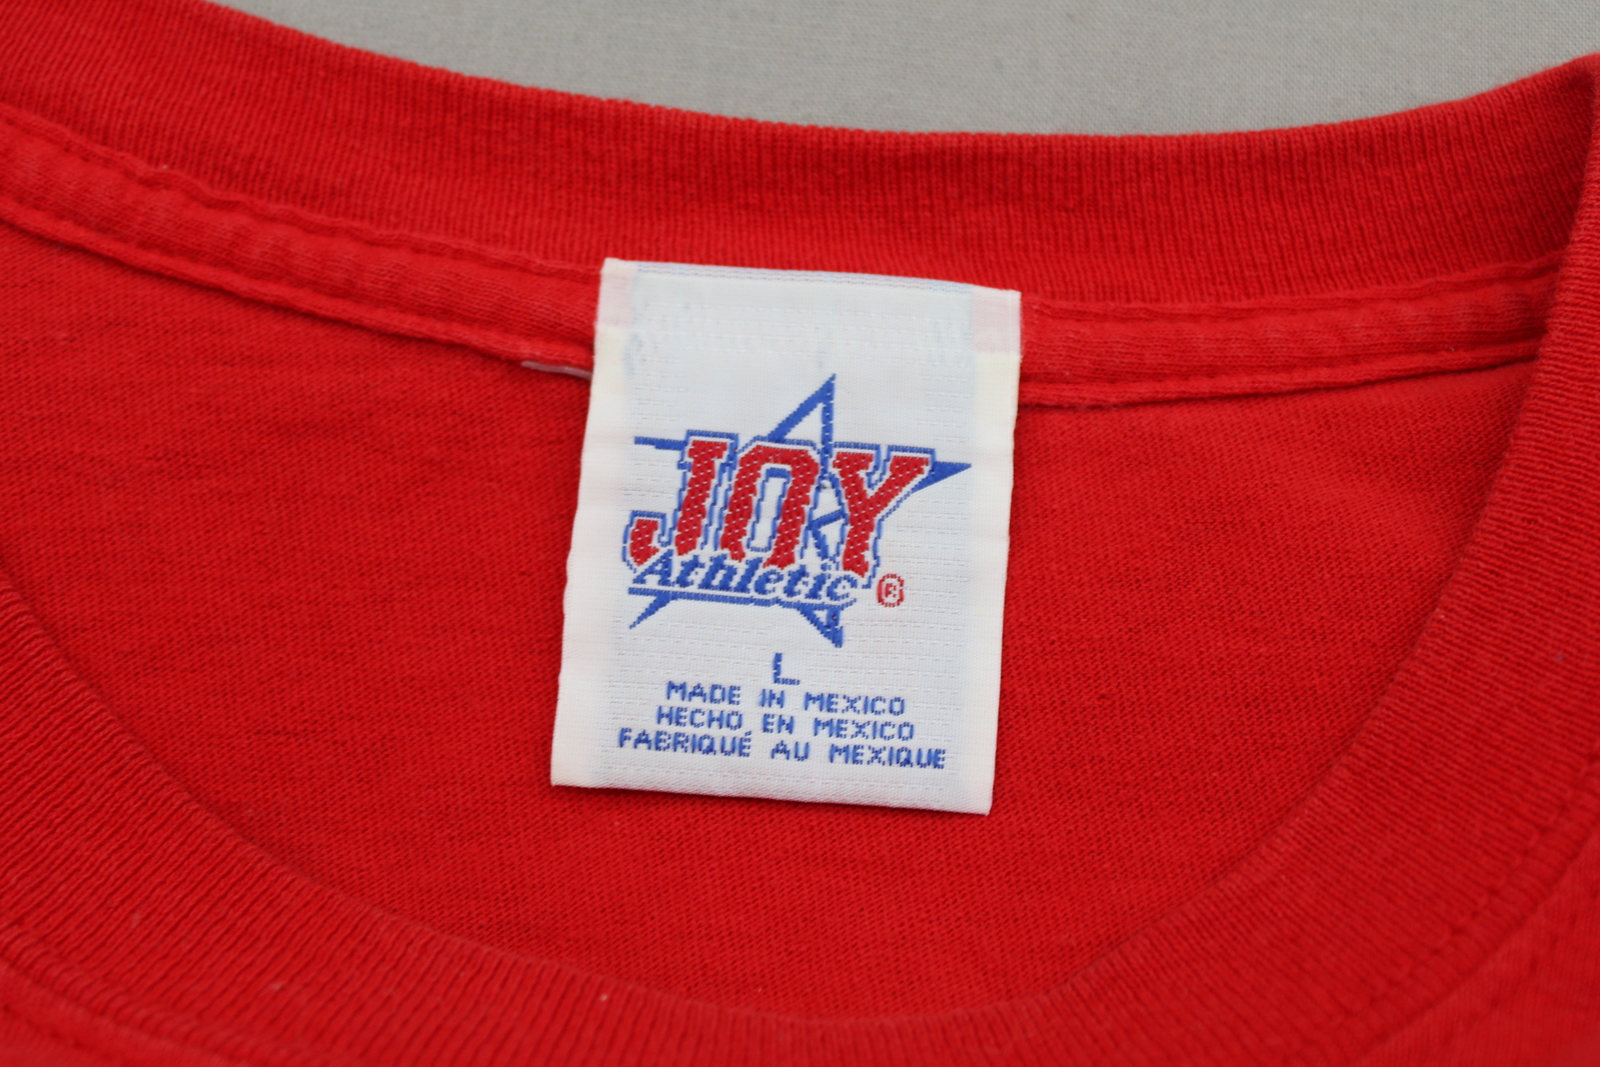 JOY
Athletic ®
L
MADE IN MEXICO
HECHO EN MEXICO
FABRIQUÉ AU MEXIQUE